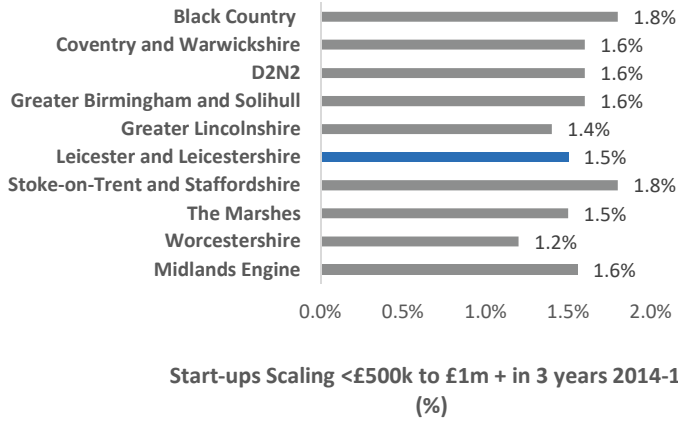 Black Country 1.8%
Coventry and Warwickshire 1.6%
D2N2 1.6%
Greater Birmingham and Solihull 1.6%
Greater Lincolnshire 1.4%
Leicester and Leicestershire 1.5%
Stoke-on-Trent and Staffordshire 1.8%
The Marshes 1.5%
Worcestershire 1.2%
Midlands Engine 1.6%
0.0% 0.5% 1.0% 1.5% 2.0%
Start-ups Scaling <£500k to £1m + in 3 years 2014-1
(%)